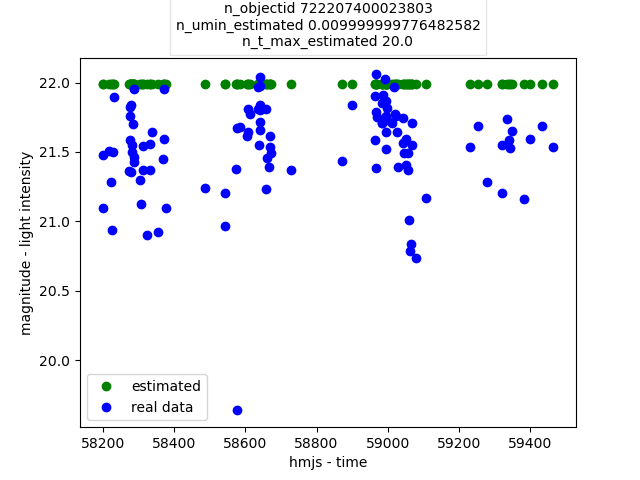 n_objectid 722207400023803
n_umin_estimated 0.009999999776482582
n_t_max_estimated 20.0
22.0
21.5
21.0
20.5
20.0
magnitude - light intensity
estimated
real data
58200 58400 58600 58800 59000 59200 59400
hmjs - time